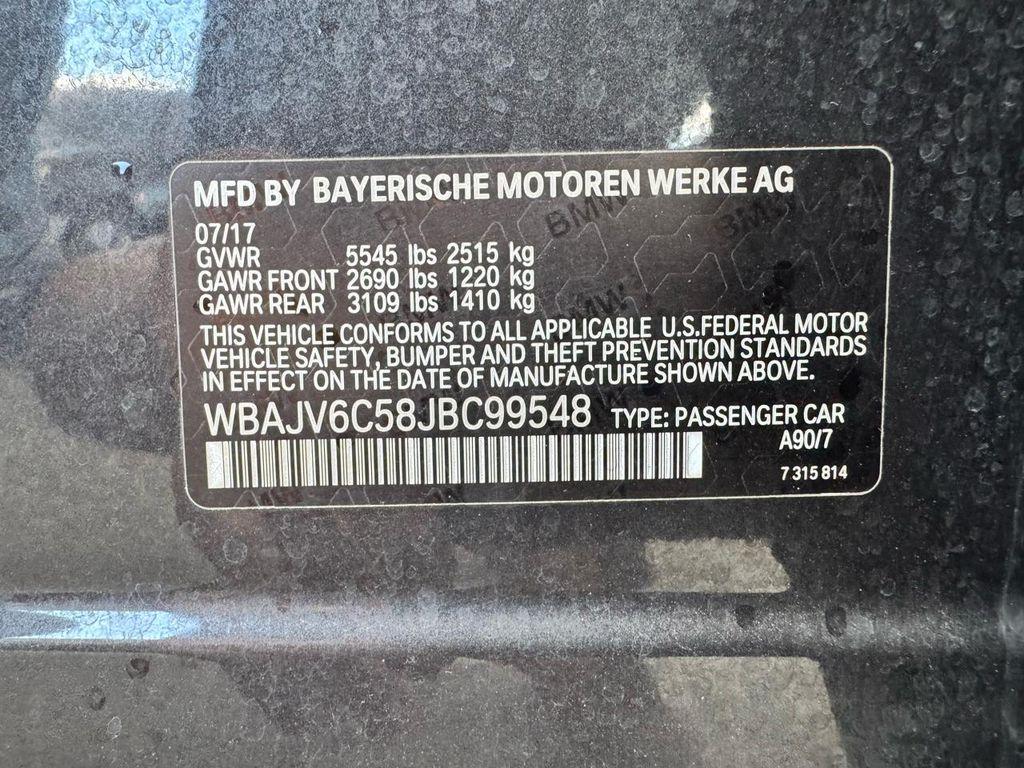 MFD BY BAYERISCHE MOTOREN WERKE AG
07/17
GVWR 5545 lbs 2515 kg
GAWR FRONT 2690 lbs 1220 kg
GAWR REAR 3109 lbs 1410 kg
THIS VEHICLE CONFORMS TO ALL APPLICABLE U.S.FEDERAL MOTOR
VEHICLE SAFETY, BUMPER AND THEFT PREVENTION STANDARDS
IN EFFECT ON THE DATE OF MANUFACTURE SHOWN ABOVE.
WBAJV6C58JBC99548 TYPE: PASSENGER CAR
A90/7
7 315 814